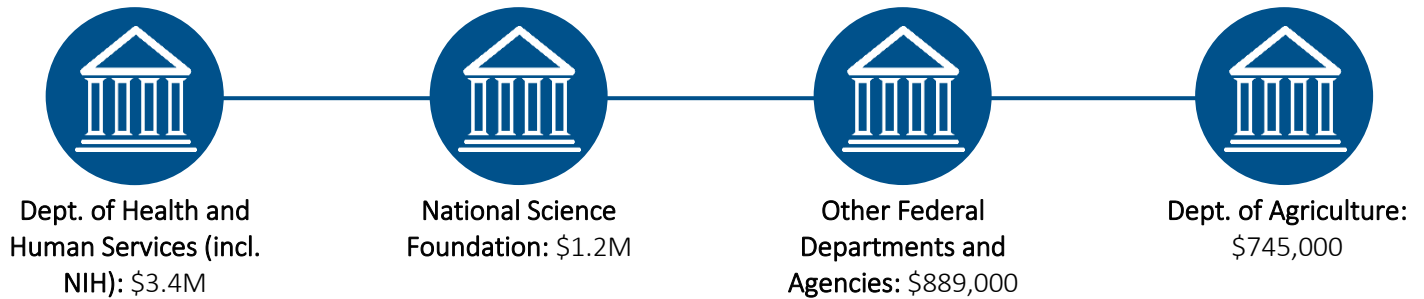 Dept. of Health and
Human Services (incl.
NIH): $3.4M
National Science
Foundation: $1.2M
Other Federal
Departments and
Agencies: $889,000
Dept. of Agriculture:
$745,000